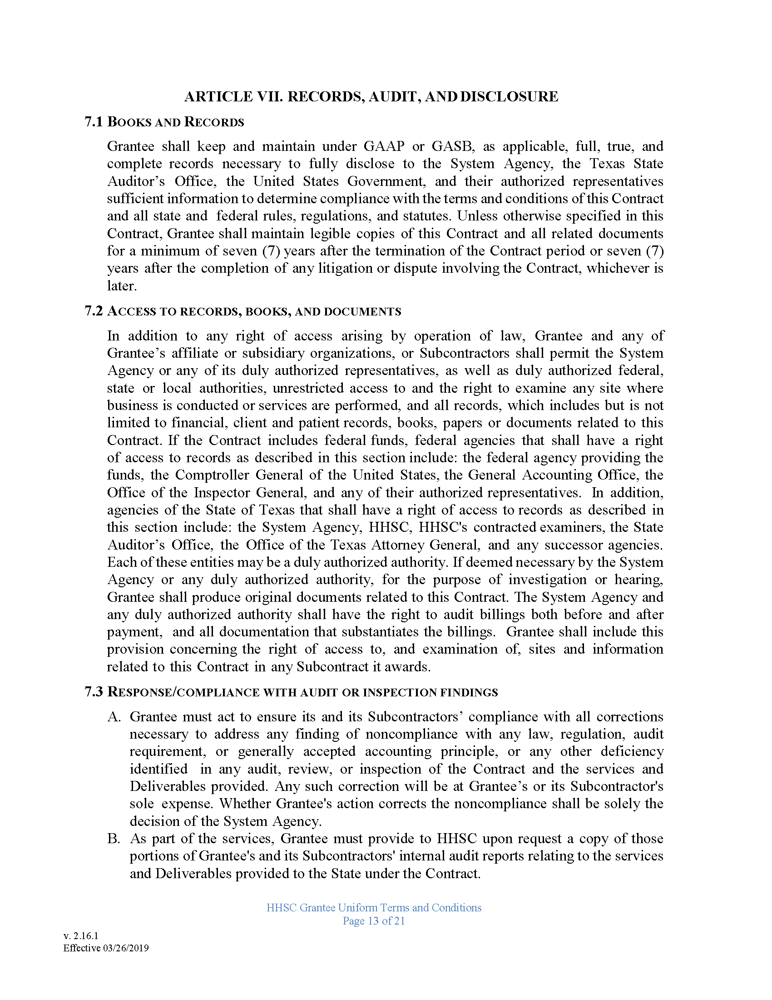 ARTICLE VII. RECORDS, AUDIT, AND DISCLOSURE
7.1 BOOKS AND RECORDS
Grantee shall keep and maintain under GAAP or GASB, as applicable, full, true, and
complete records necessary to fully disclose to the System Agency, the Texas State
Auditor’s Office, the United States Government, and their authorized representatives
sufficient information to determine compliance with the terms and conditions of this Contract
and all state and federal rules, regulations, and statutes. Unless otherwise specified in this
Contract, Grantee shall maintain legible copies of this Contract and all related documents
for a minimum of seven (7) years after the termination of the Contract period or seven (7)
years after the completion of any litigation or dispute involving the Contract, whichever is
later.
7.2 ACCESS TO RECORDS, BOOKS, AND DOCUMENTS
In addition to any right of access arising by operation of law, Grantee and any of
Grantee’s affiliate or subsidiary organizations, or Subcontractors shall permit the System
Agency or any of its duly authorized representatives, as well as duly authorized federal,
state or local authorities, unrestricted access to and the right to examine any site where
business is conducted or services are performed, and all records, which includes but is not
limited to financial, client and patient records, books, papers or documents related to this
Contract. If the Contract includes federal funds, federal agencies that shall have a right
of access to records as described in this section include: the federal agency providing the
funds, the Comptroller General of the United States, the General Accounting Office, the
Office of the Inspector General, and any of their authorized representatives. In addition,
agencies of the State of Texas that shall have a right of access to records as described in
this section include: the System Agency, HHSC, HHSC's contracted examiners, the State
Auditor’s Office, the Office of the Texas Attorney General, and any successor agencies.
Each of these entities may be a duly authorized authority. If deemed necessary by the System
Agency or any duly authorized authority, for the purpose of investigation or hearing,
Grantee shall produce original documents related to this Contract. The System Agency and
any duly authorized authority shall have the right to audit billings both before and after
payment, and all documentation that substantiates the billings. Grantee shall include this
provision concerning the right of access to, and examination of, sites and information
related to this Contract in any Subcontract it awards.
7.3 RESPONSE/COMPLIANCE WITH AUDIT OR INSPECTION FINDINGS
A. Grantee must act to ensure its and its Subcontractors’ compliance with all corrections
necessary to address any finding of noncompliance with any law, regulation, audit
requirement, or generally accepted accounting principle, or any other deficiency
identified in any audit, review, or inspection of the Contract and the services and
Deliverables provided. Any such correction will be at Grantee’s or its Subcontractor's
sole expense. Whether Grantee's action corrects the noncompliance shall be solely the
decision of the System Agency.
B. As part of the services, Grantee must provide to HHSC upon request a copy of those
portions of Grantee's and its Subcontractors' internal audit reports relating to the services
and Deliverables provided to the State under the Contract.
HHSC Grantee Uniform Terms and Conditions
Page 13 of 21
v. 2.16.1
Effective 03/26/2019